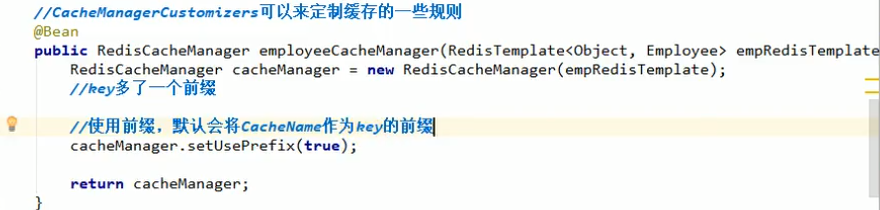 //CacheManagerCustomizers可以来定制缓存的一些规则
@Bean
public RedisCacheManager employeeCacheManager(RedisTemplate<Object, Employee> empRedisTemplate
RedisCacheManager cacheManager = new RedisCacheManager(empRedisTemplate);
//key多了一个前缀
//使用前缀，默认会将CacheName作为key的前缀
cacheManager.setUsePrefix(true);
return cacheManager;
}